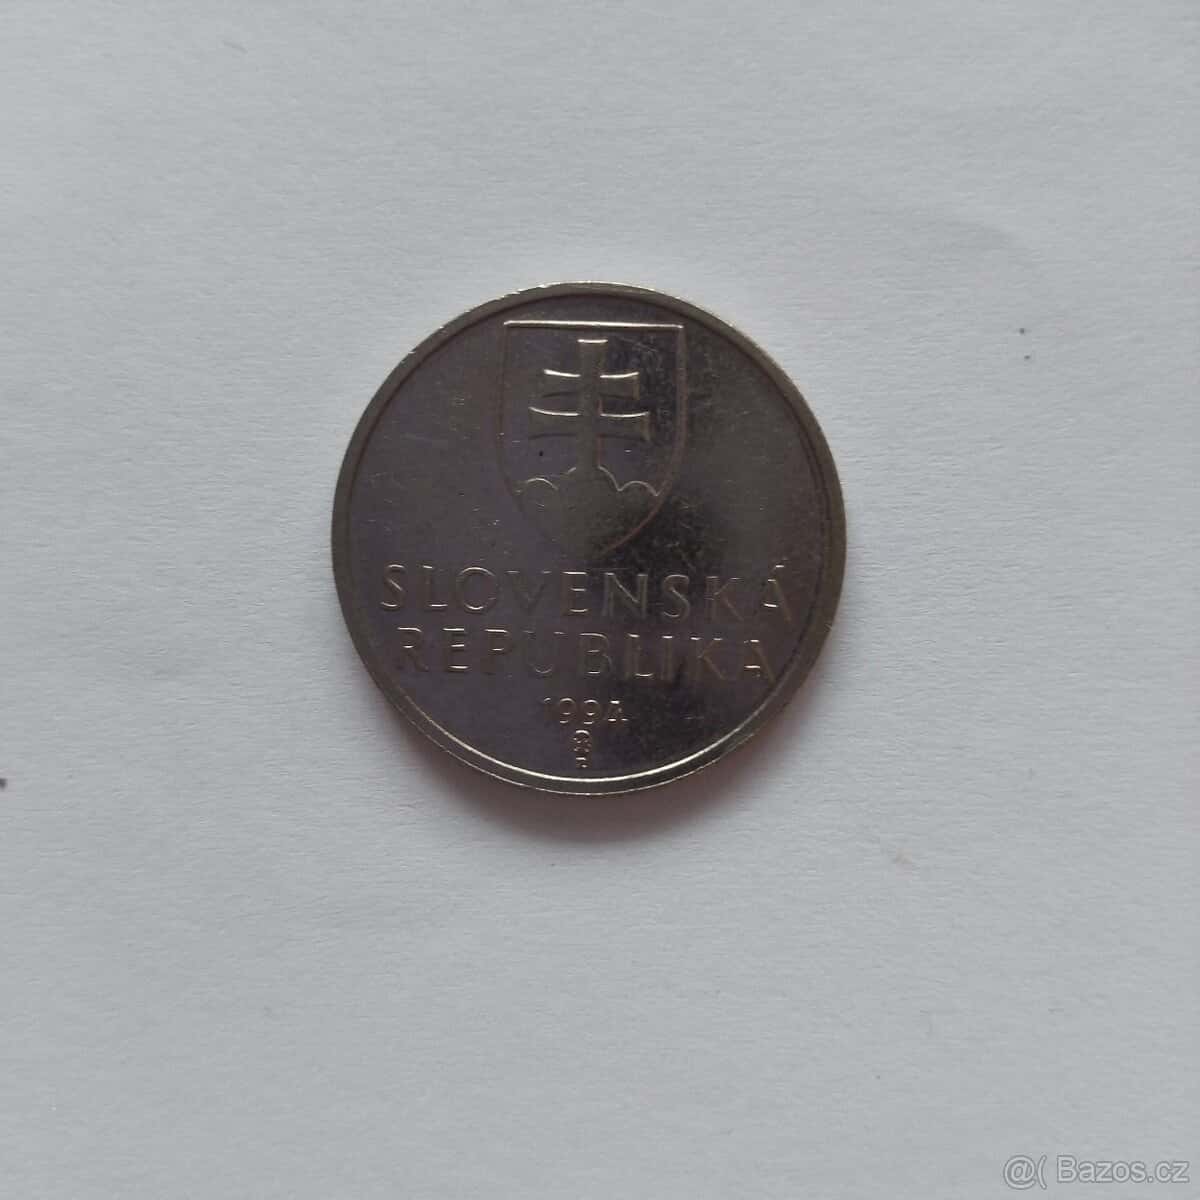 SLOVENSKÁ
REPUBLIKA
1994
@( Bazos.cz